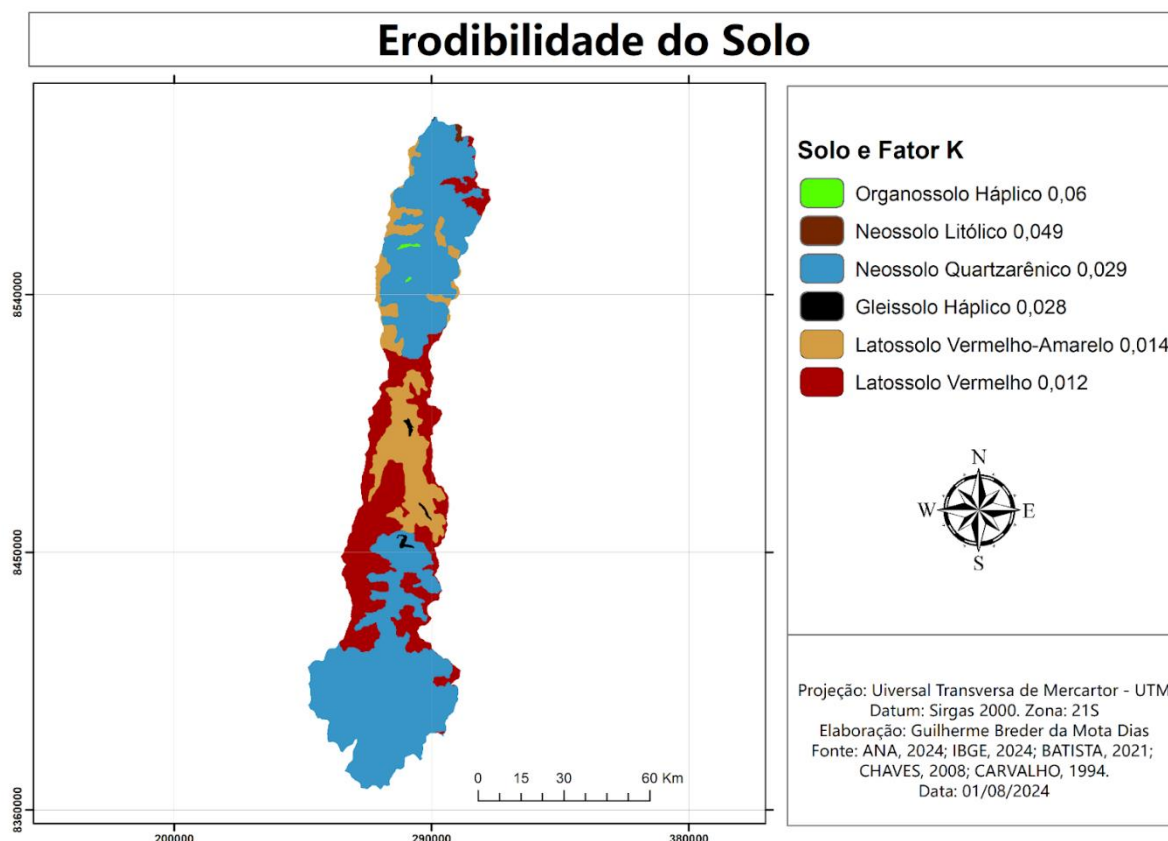 Erodibilidade do Solo
8540000
8450000
8360000
200000
290000
380000
0 15 30 60 Km
Solo e Fator K
Organossolo Háplico 0,06
Neossolo Litólico 0,049
Neossolo Quartzarênico 0,029
Gleissolo Háplico 0,028
Latossolo Vermelho-Amarelo 0,014
Latossolo Vermelho 0,012
N
W E
S
Projeção: Uiversal Transversa de Mercartor - UTM
Datum: Sirgas 2000. Zona: 21S
Elaboração: Guilherme Breder da Mota Dias
Fonte: ANA, 2024; IBGE, 2024; BATISTA, 2021;
CHAVES, 2008; CARVALHO, 1994.
Data: 01/08/2024